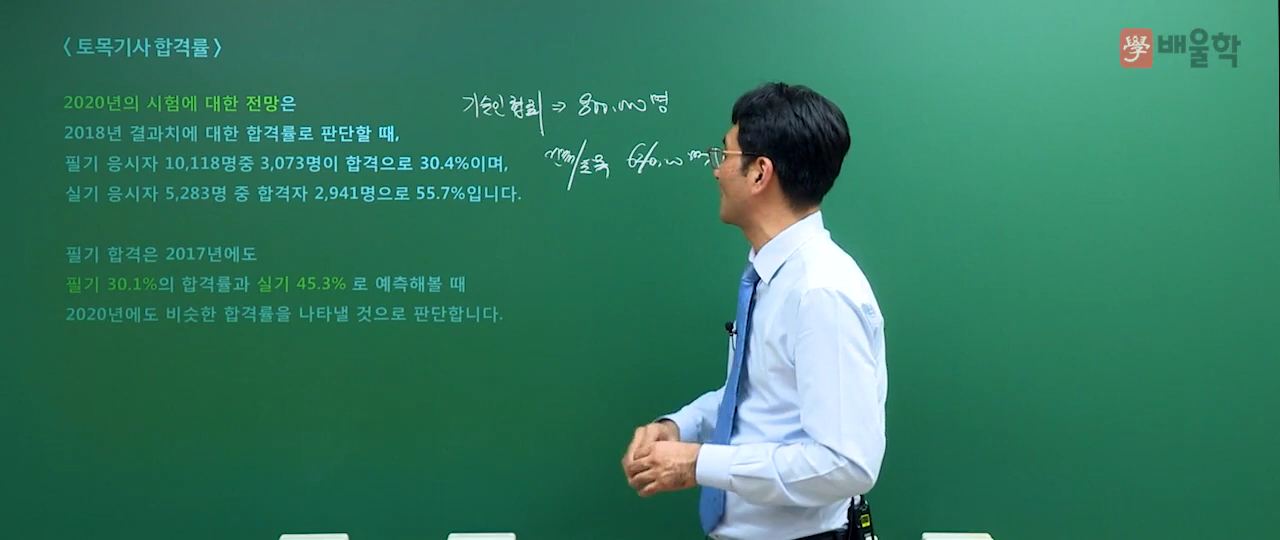 〈 토목기사 합격률 〉
學 배울학
2020년의 시험에 대한 전망은
기술인협회 ⇒ 800,000명
2018년 결과치에 대한 합격률로 판단할 때,
필기 응시자 10,118명중 3,073명이 합격으로 30.4%이며,
토목
실기 응시자 5,283명 중 합격자 2,941명으로 55.7%입니다.
필기 합격은 2017년에도
필기 30.1%의 합격률과 실기 45.3% 로 예측해볼 때
2020년에도 비슷한 합격률을 나타낼 것으로 판단합니다.